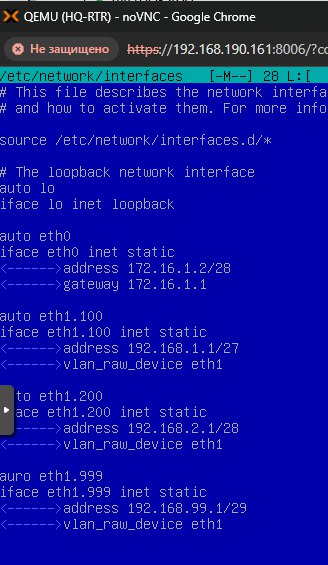 QEMU (HQ-RTR) - noVNC - Google Chrome
Не защищено https://192.168.190.161:8006/?co
/etc/network/interfaces [-M--] 28 L:[
# This file describes the network interfa
# and how to activate them. For more info
source /etc/network/interfaces.d/*
# The loopback network interface
auto lo
iface lo inet loopback
auto eth0
iface eth0 inet static
<------>address 172.16.1.2/28
<------>gateway 172.16.1.1
auto eth1.100
iface eth1.100 inet static
<------>address 192.168.1.1/27
<------>vlan_raw_device eth1
to eth1.200
face eth1.200 inet static
<------>address 192.168.2.1/28
<------>vlan_raw_device eth1
auro eth1.999
iface eth1.999 inet static
<------>address 192.168.99.1/29
<------>vlan_raw_device eth1